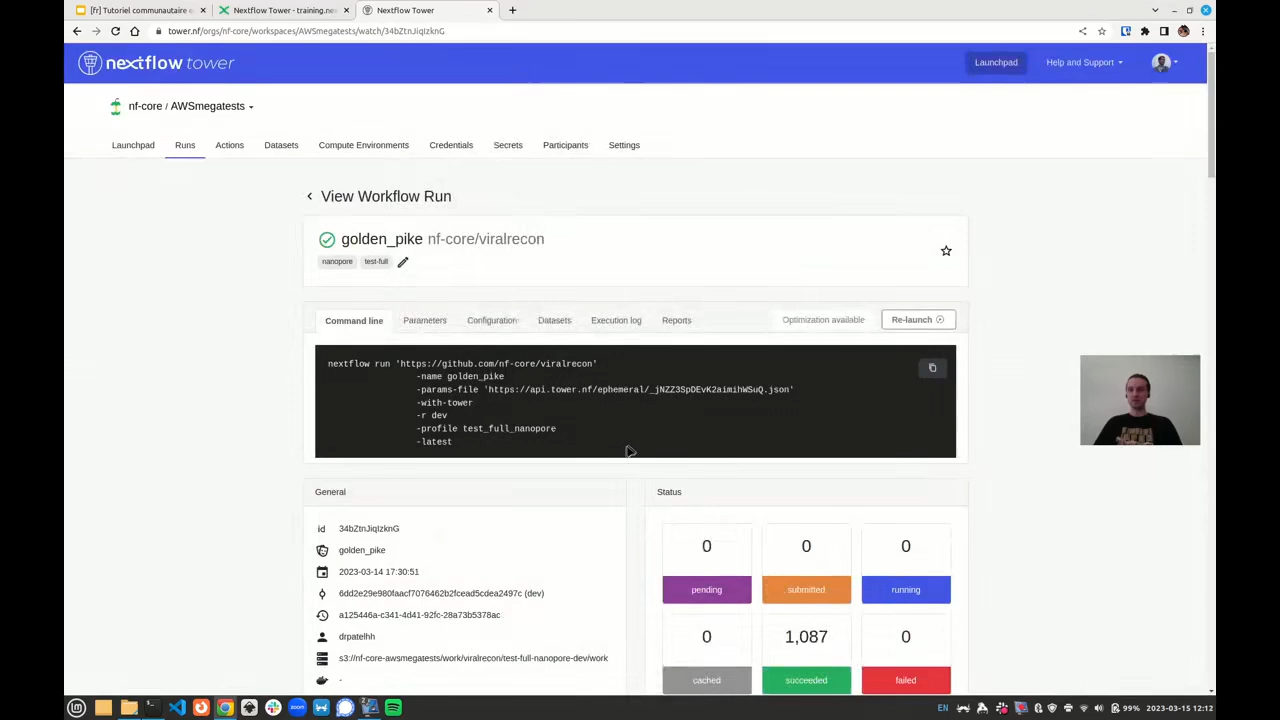 [fr] Tutoriel communautaire e
Nextflow Tower - training.ne
Nextflow Tower
tower.nf/orgs/nf-core/workspaces/AWSmegatests/watch/34bZtnJiqIzknG
nextflow tower
Launchpad
Help and Support
nf-core / AWSmegatests
Launchpad
Runs
Actions
Datasets
Compute Environments
Credentials
Secrets
Participants
Settings
View Workflow Run
golden_pike nf-core/viralrecon
nanopore
test-full
Command line
Parameters
Configuration
Datasets
Execution log
Reports
Optimization available
Re-launch
nextflow run 'https://github.com/nf-core/viralrecon'
-name golden_pike
-params-file 'https://api.tower.nf/ephemeral/_jNZZ3SpDEvK2aimihWSuQ.json'
-with-tower
-r dev
-profile test_full_nanopore
-latest
General
id 34bZtnJiqIzknG
golden_pike
2023-03-14 17:30:51
6dd2e29e980faacf7076462b2fcead5cdea2497c (dev)
a125446a-c341-4d41-92fc-28a73b5378ac
drpatelhh
s3://nf-core-awsmegatests/work/viralrecon/test-full-nanopore-dev/work
-
Status
0
pending
0
submitted
0
running
0
cached
1,087
succeeded
0
failed
zoom
EN
99%
2023-03-15 12:12